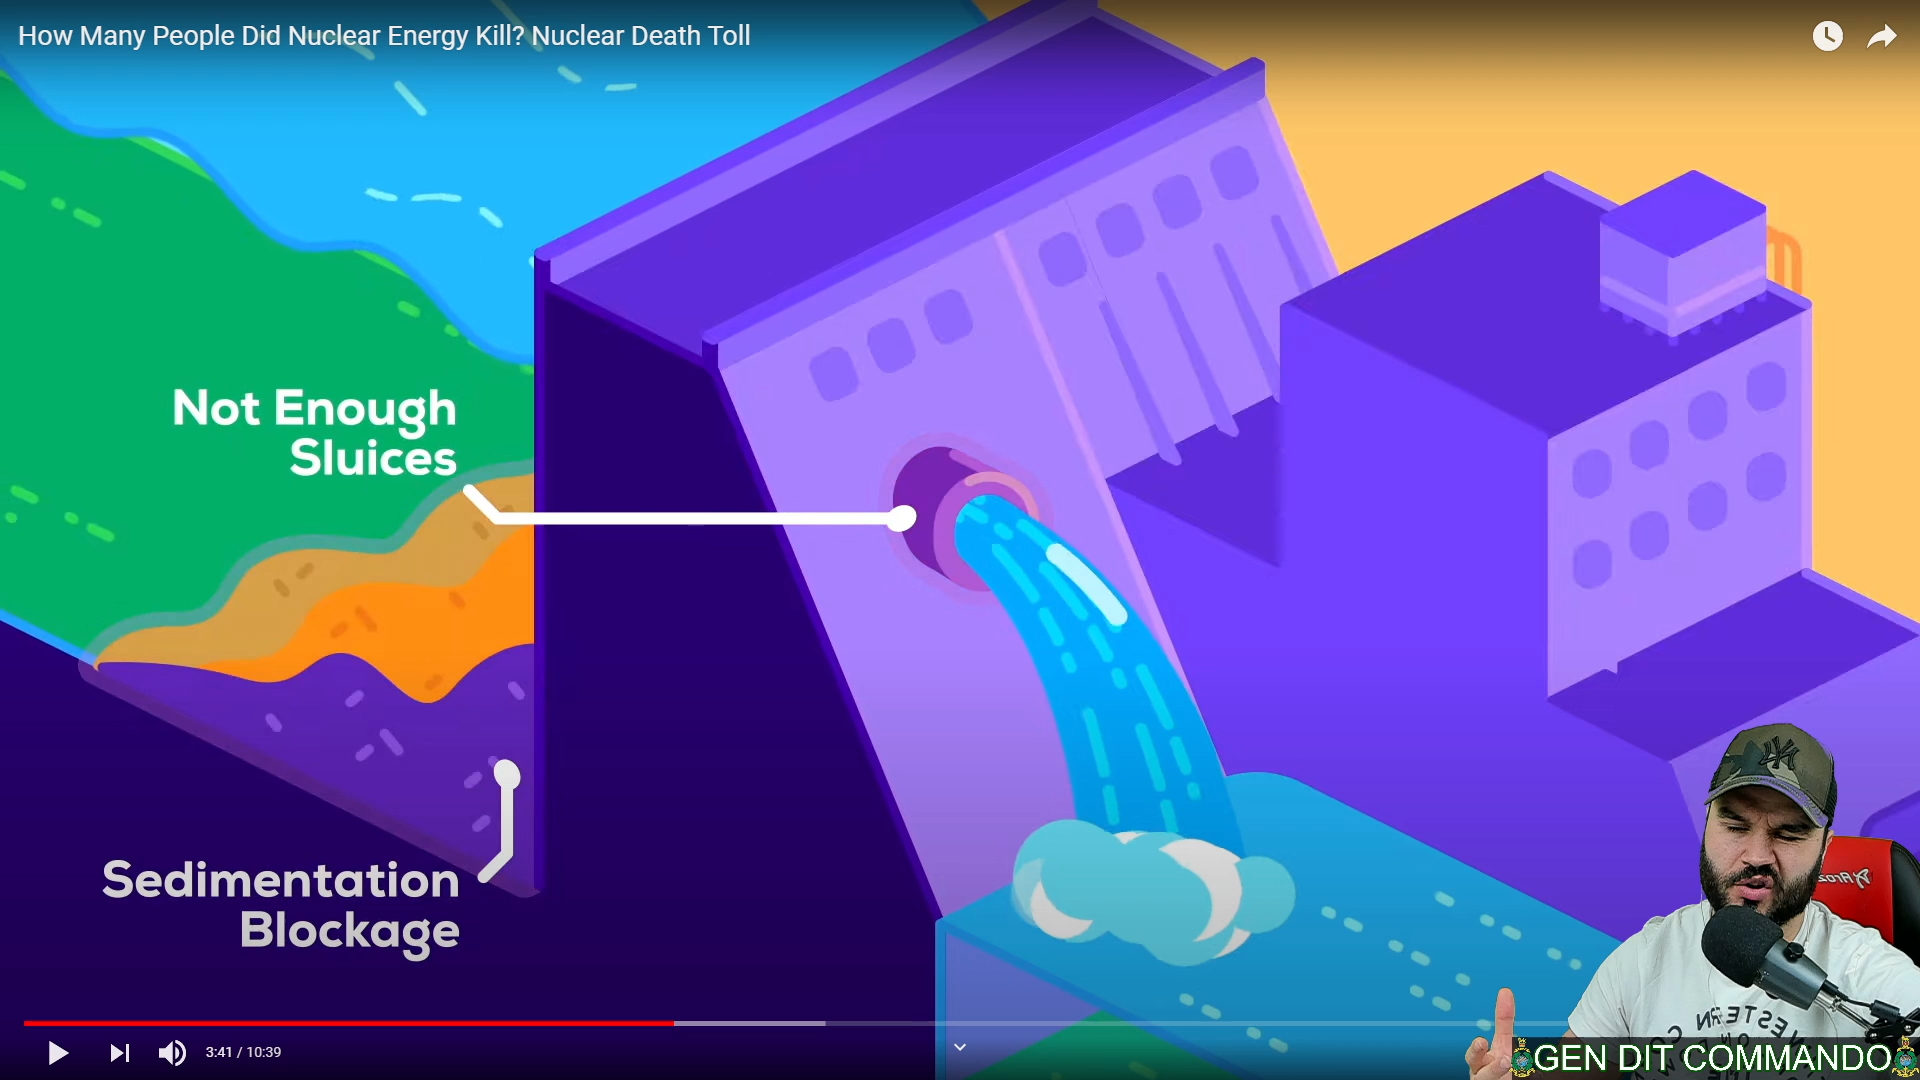 How Many People Did Nuclear Energy Kill? Nuclear Death Toll
Not Enough
Sluices
Sedimentation
Blockage
3:41 / 10:39
GEN DIT COMMANDO